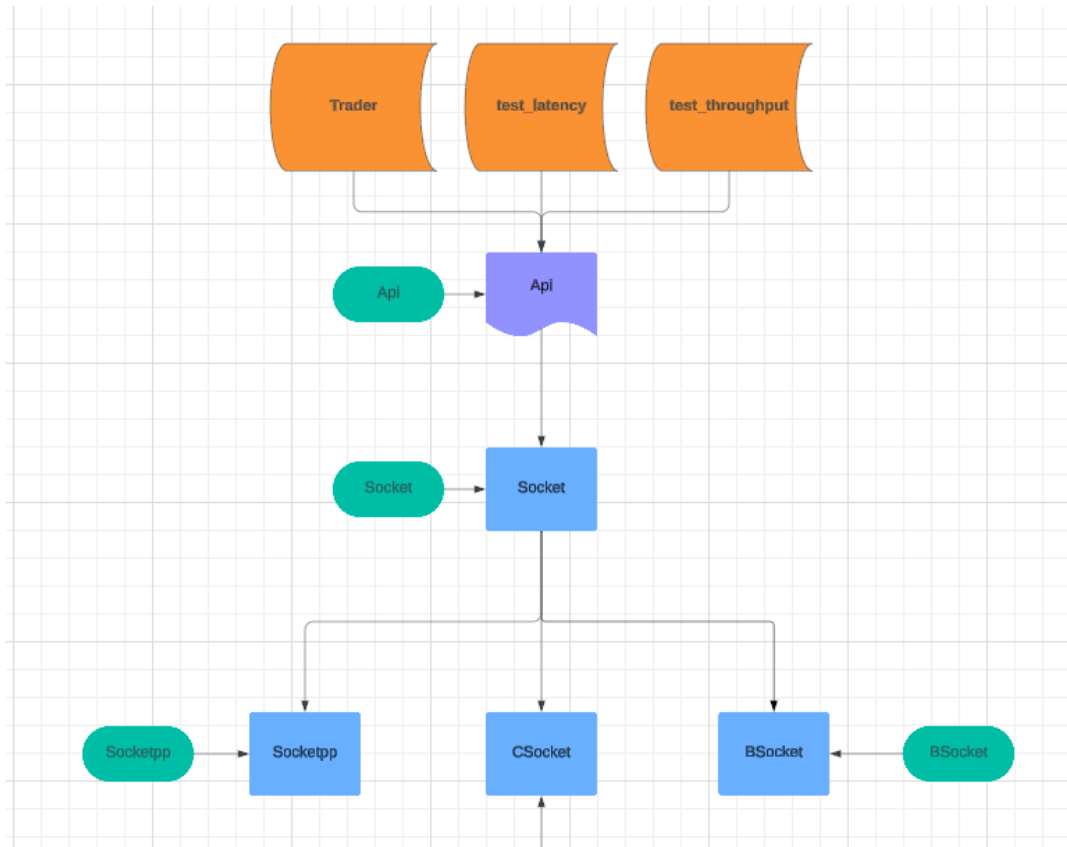 Trader
test_latency
test_throughput
Api
Api
Socket
Socket
Socketpp
Socketpp
CSocket
BSocket
BSocket